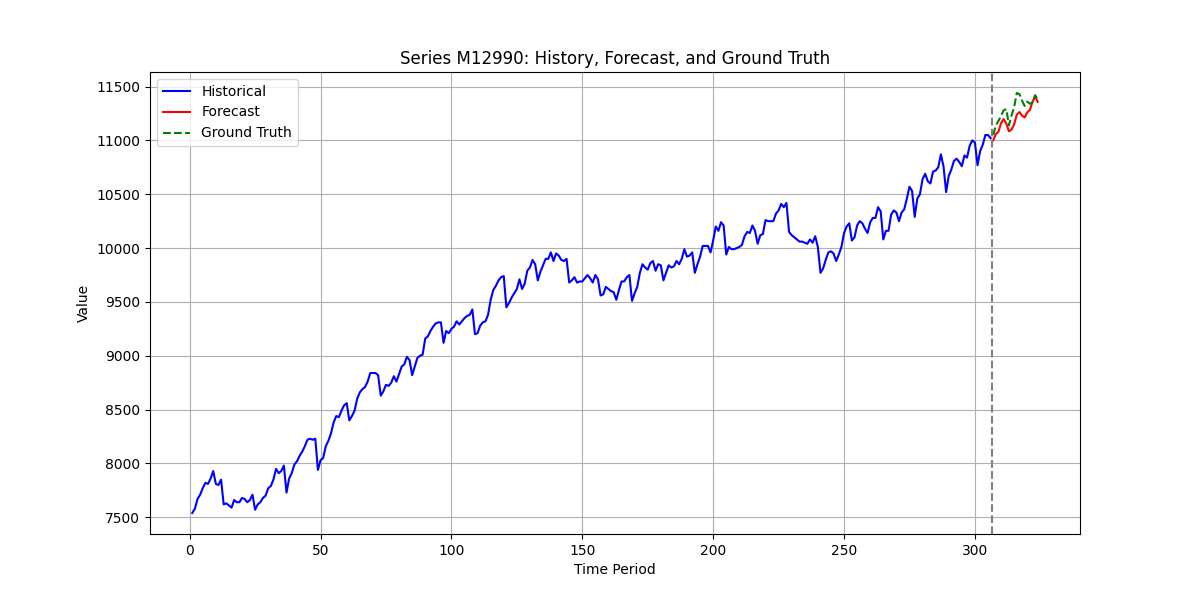 Series M12990: History, Forecast, and Ground Truth
Historical
Forecast
Ground Truth
11500
11000
10500
10000
9500
9000
8500
8000
7500
Value
0 50 100 150 200 250 300
Time Period